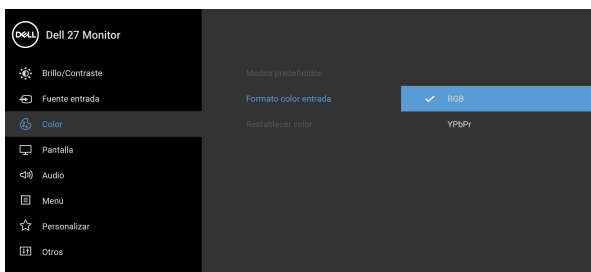 DELL Dell 27 Monitor
Brillo/Contraste Modos predefinidos
Fuente entrada Formato color entrada RGB
Color Restablecer color YPbPr
Pantalla
Audio
Menú
Personalizar
Otros